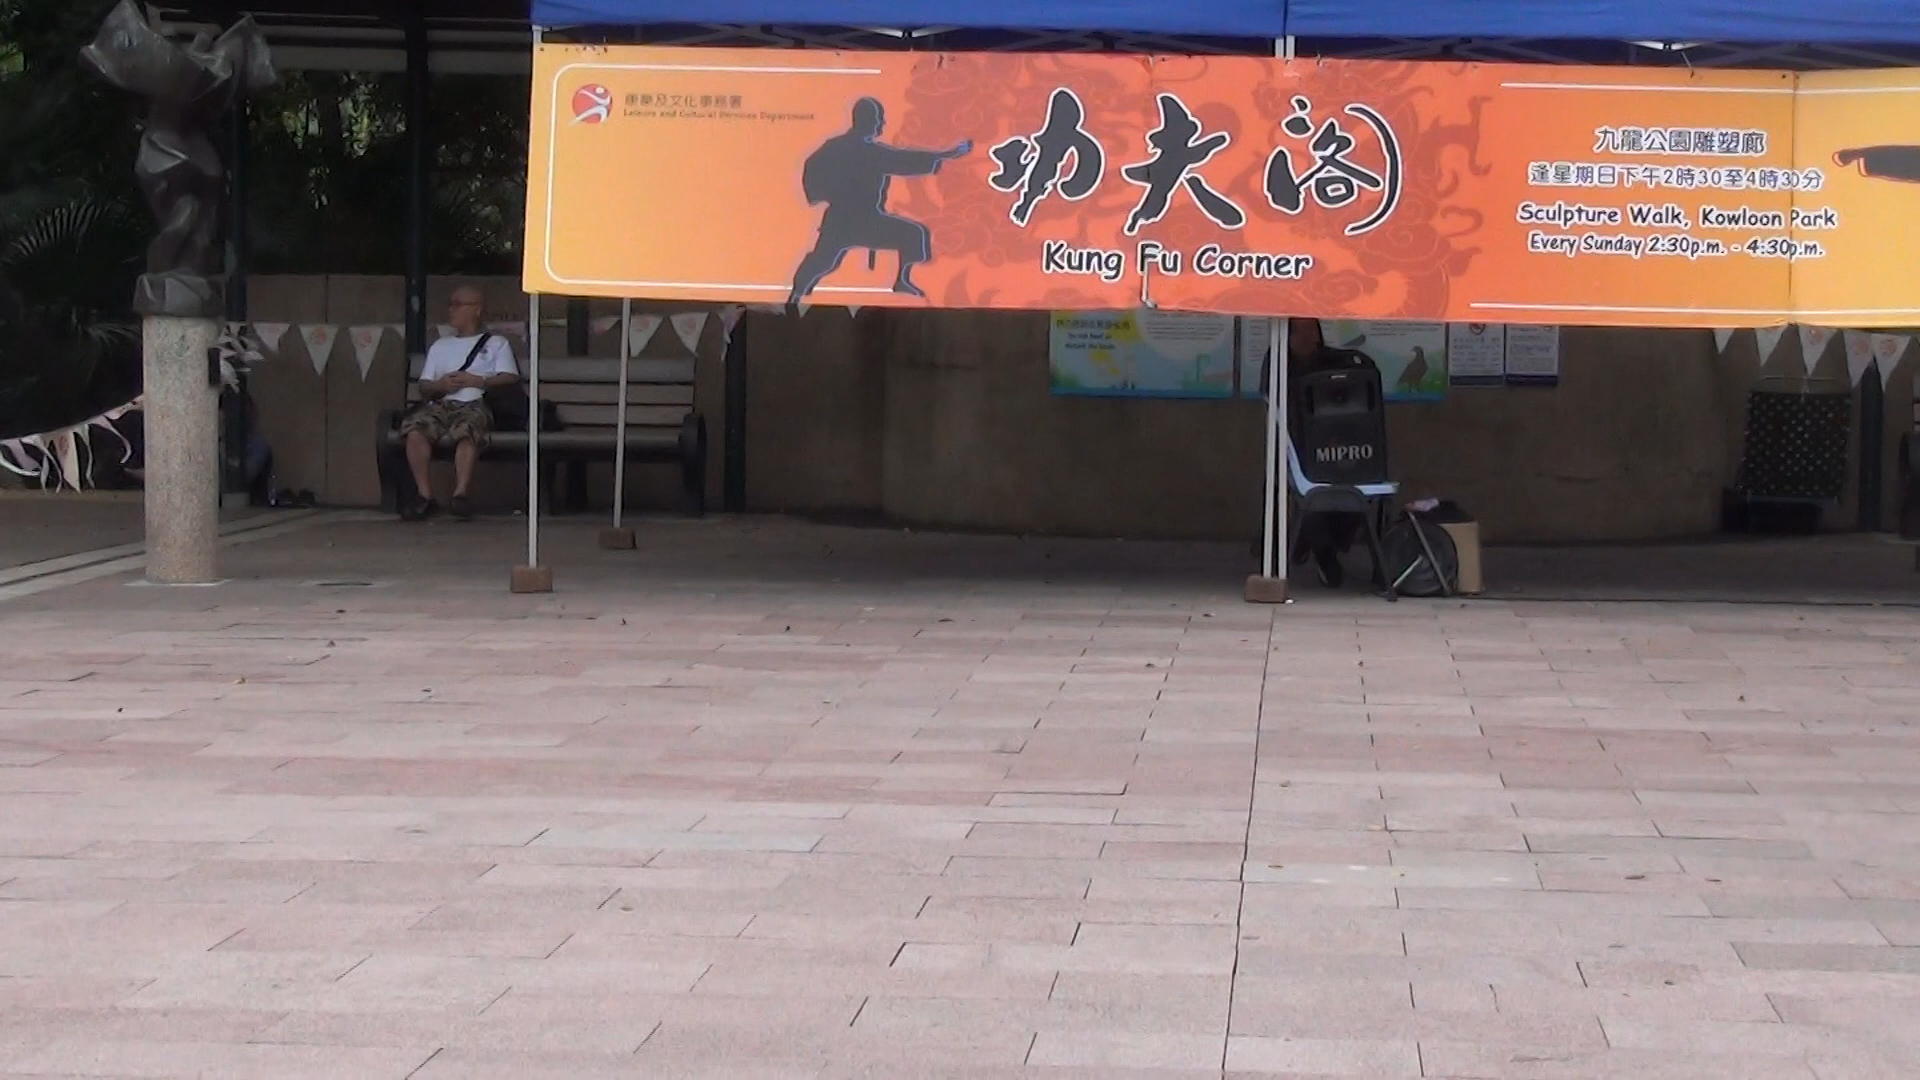 康樂及文化事務署
Leisure and Cultural Services Department
功夫閣
Kung Fu Corner
九龍公園雕塑廊
逢星期日下午2時30至4時30分
Sculpture Walk, Kowloon Park
Every Sunday 2:30p.m. - 4:30p.m.
MIPRO